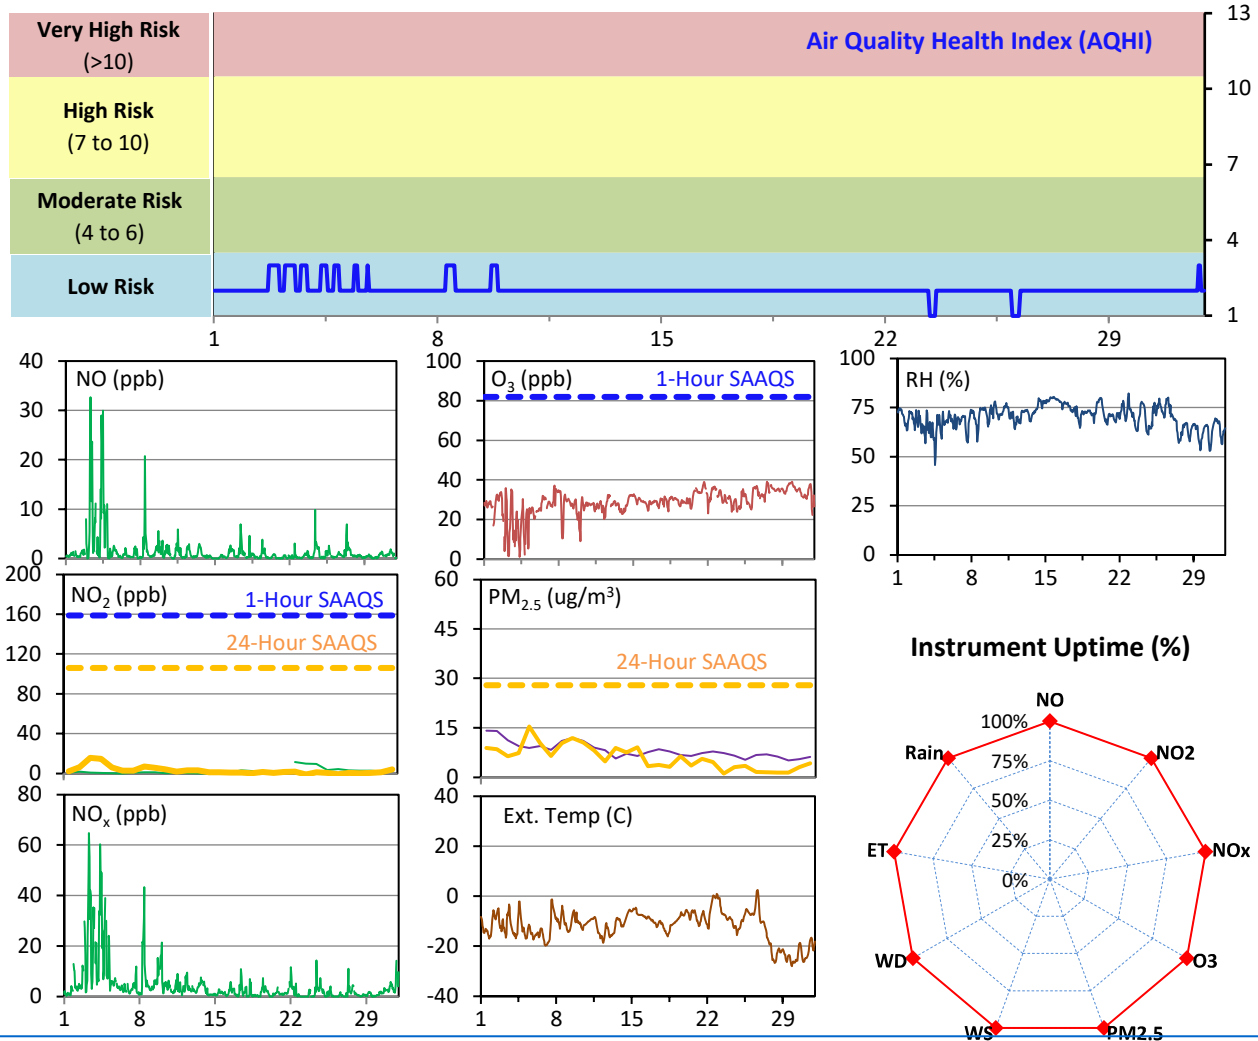 Very High Risk
(>10)
High Risk
(7 to 10)
Moderate Risk
(4 to 6)
Low Risk
Air Quality Health Index (AQHI)
13
10
7
4
1
1 8 15 22 29
NO (ppb)
40
30
20
10
0
O3 (ppb)
1-Hour SAAQS
100
80
60
40
20
0
RH (%)
100
75
50
25
0
1 8 15 22 29
NO2 (ppb)
1-Hour SAAQS
24-Hour SAAQS
200
160
120
80
40
0
PM2.5 (ug/m3)
24-Hour SAAQS
60
45
30
15
0
NOx (ppb)
80
60
40
20
0
1 8 15 22 29
Ext. Temp (C)
40
20
0
-20
-40
1 8 15 22 29
Instrument Uptime (%)
NO
NO2
NOx
O3
PM2.5
WS
WD
ET
Rain
100%
75%
50%
25%
0%